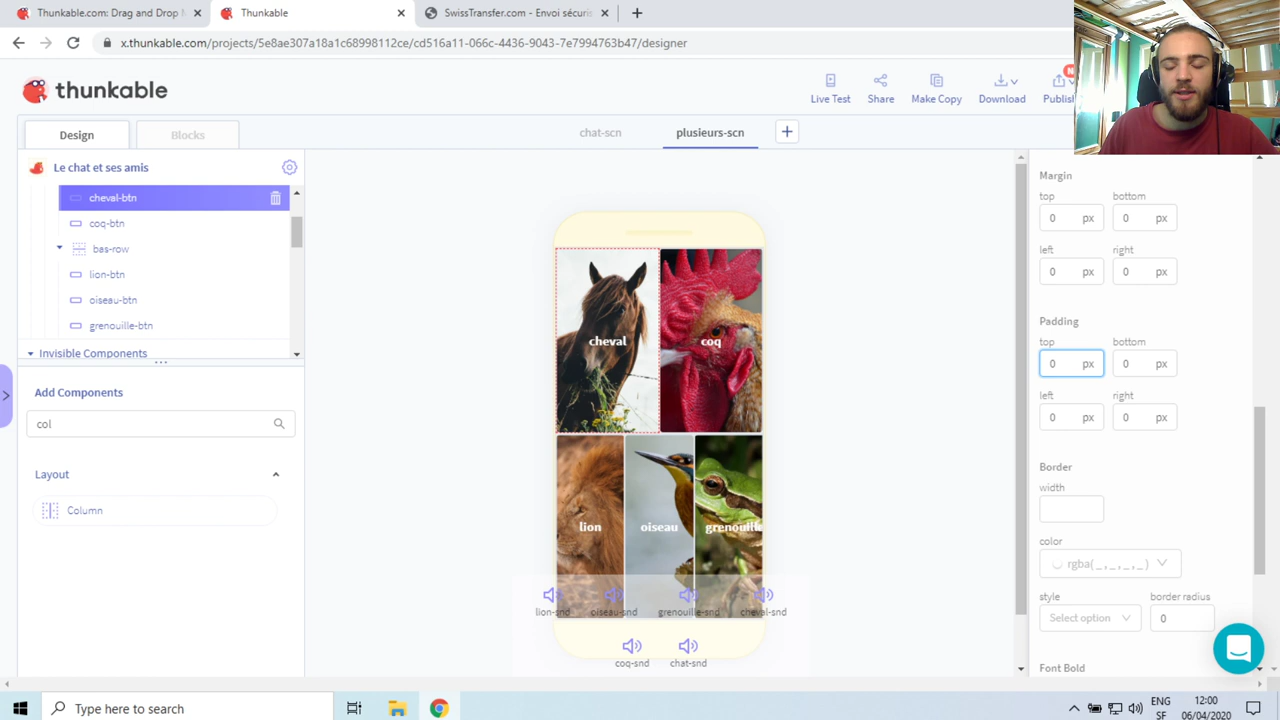 Thunkable.com: Drag and Drop M
Thunkable
SwissTransfer.com - Envoi sécuris
x.thunkable.com/projects/5e8ae307a18a1c68998112ce/cd516a11-066c-4436-9043-7e7994763b47/designer
thunkable
Live Test
Share
Make Copy
Download
Publish
N
Design
Blocks
chat-scn
plusieurs-scn
Le chat et ses amis
cheval-btn
coq-btn
bas-row
lion-btn
oiseau-btn
grenouille-btn
Invisible Components
Add Components
col
Layout
Column
cheval
coq
lion
oiseau
grenouille
lion-snd
oiseau-snd
grenouille-snd
cheval-snd
coq-snd
chat-snd
Margin
top
bottom
0 px
0 px
left
right
0 px
0 px
Padding
top
bottom
0 px
0 px
left
right
0 px
0 px
Border
width
color
rgba(_,_,_,_)
style
border radius
Select option
0
Font Bold
Type here to search
ENG
SF
12:00
06/04/2020